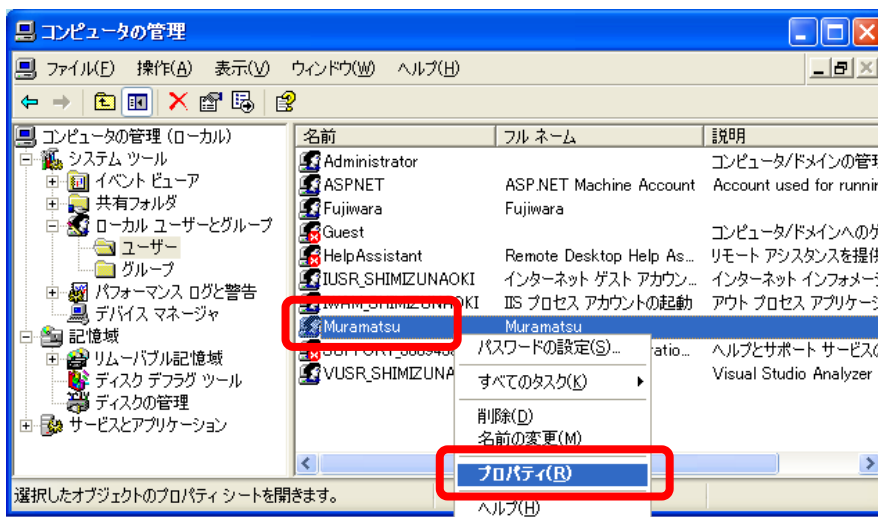 コンピュータの管理
ファイル(F) 操作(A) 表示(V) ウィンドウ(W) ヘルプ(H)
コンピュータの管理 (ローカル)
システム ツール
イベント ビューア
共有フォルダ
ローカル ユーザーとグループ
ユーザー
グループ
パフォーマンス ログと警告
デバイス マネージャ
記憶域
リムーバブル記憶域
ディスク デフラグ ツール
ディスクの管理
サービスとアプリケーション
名前 フル ネーム 説明
Administrator コンピュータ/ドメインの管理
ASPNET ASP.NET Machine Account Account used for runnin
Fujiwara Fujiwara
Guest コンピュータ/ドメインへのゲ
HelpAssistant Remote Desktop Help As... リモート アシスタンスを提供
IUSR_SHIMIZUNAOKI インターネット ゲスト アカウン... インターネット インフォメーシ
IWAM_SHIMIZUNAOKI IIS プロセス アカウントの起動 アウト プロセス アプリケーシ
Muramatsu Muramatsu
ratio... ヘルプとサポート サービスの
VUSR_SHIMIZUNA Visual Studio Analyzer
パスワードの設定(S)...
すべてのタスク(K)
削除(D)
名前の変更(M)
プロパティ(R)
ヘルプ(H)
選択したオブジェクトのプロパティ シートを開きます。